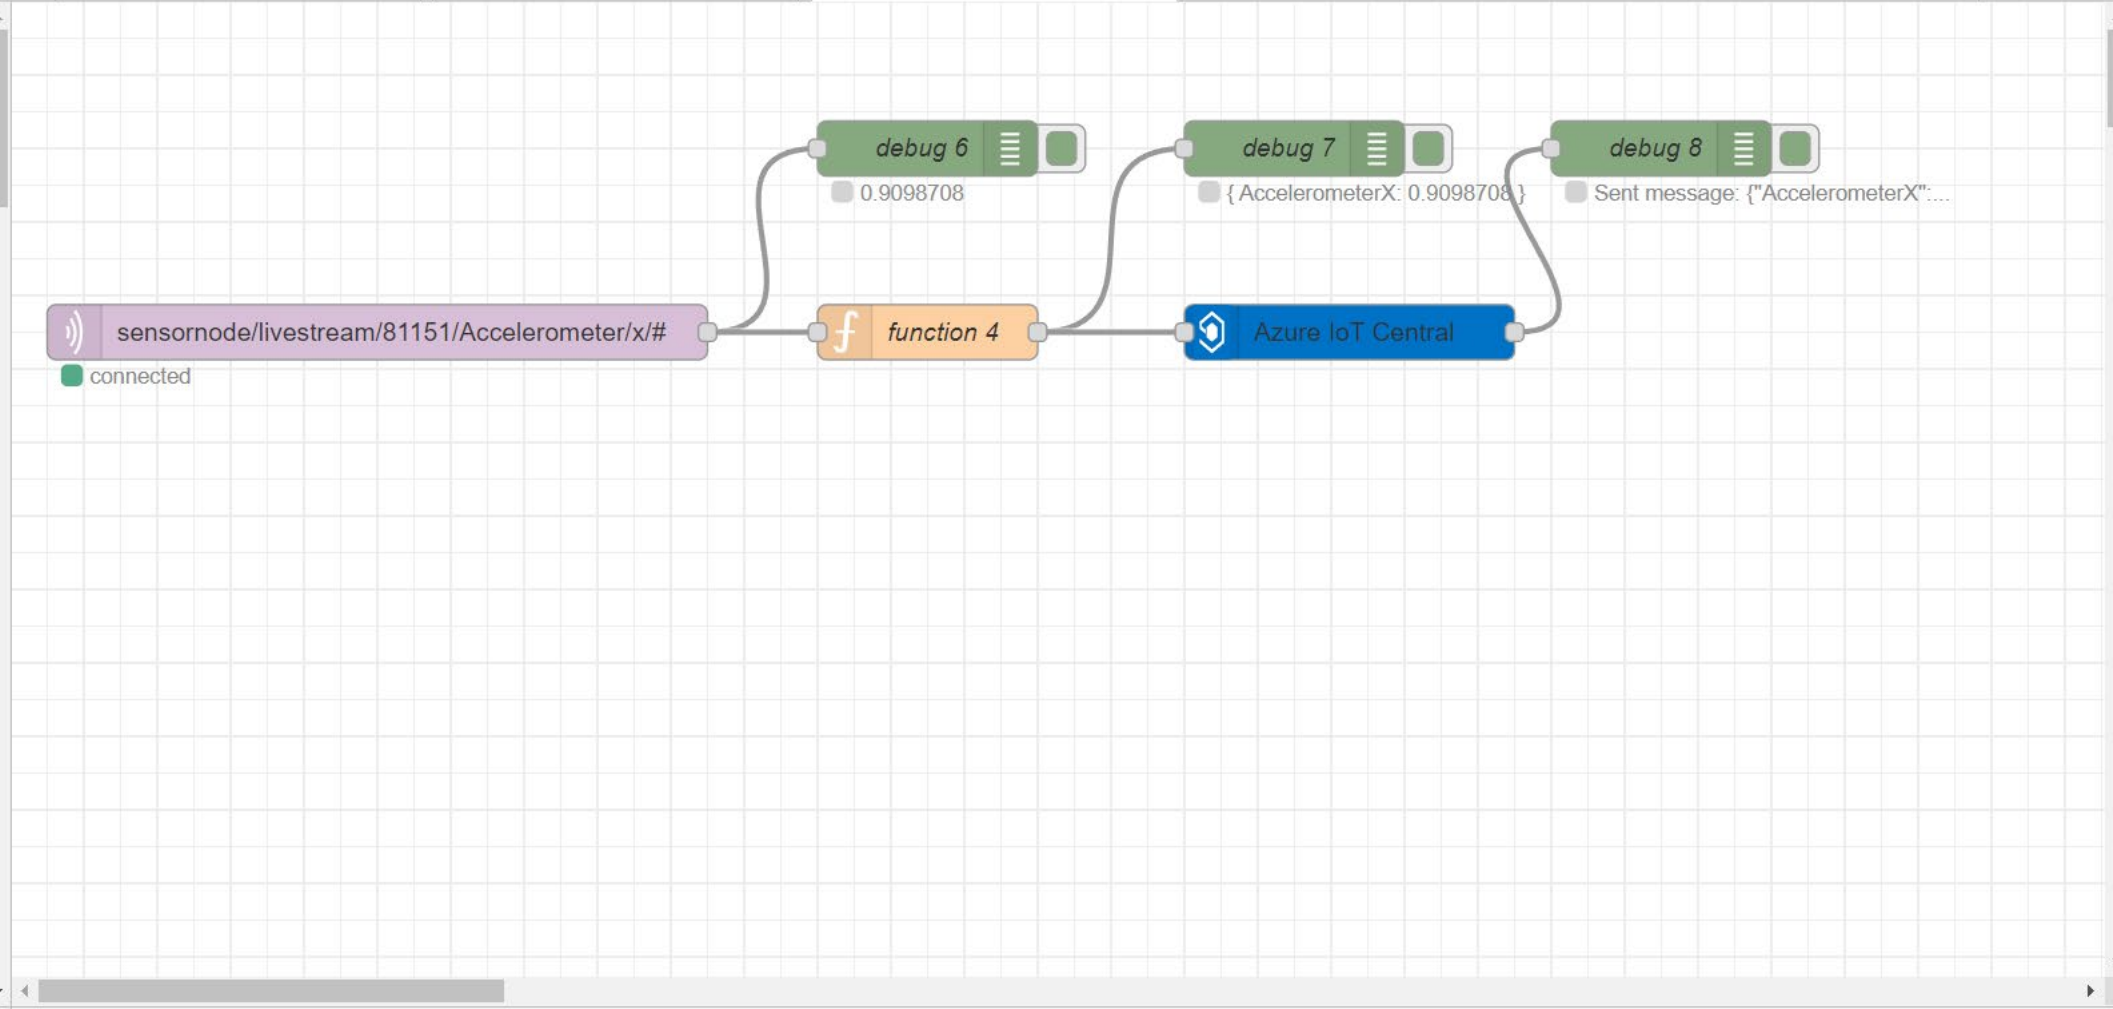 debug 6
debug 7
debug 8
0.9098708
{ AccelerometerX: 0.9098708 }
Sent message: {"AccelerometerX":....
sensornode/livestream/81151/Accelerometer/x/#
function 4
Azure IoT Central
connected